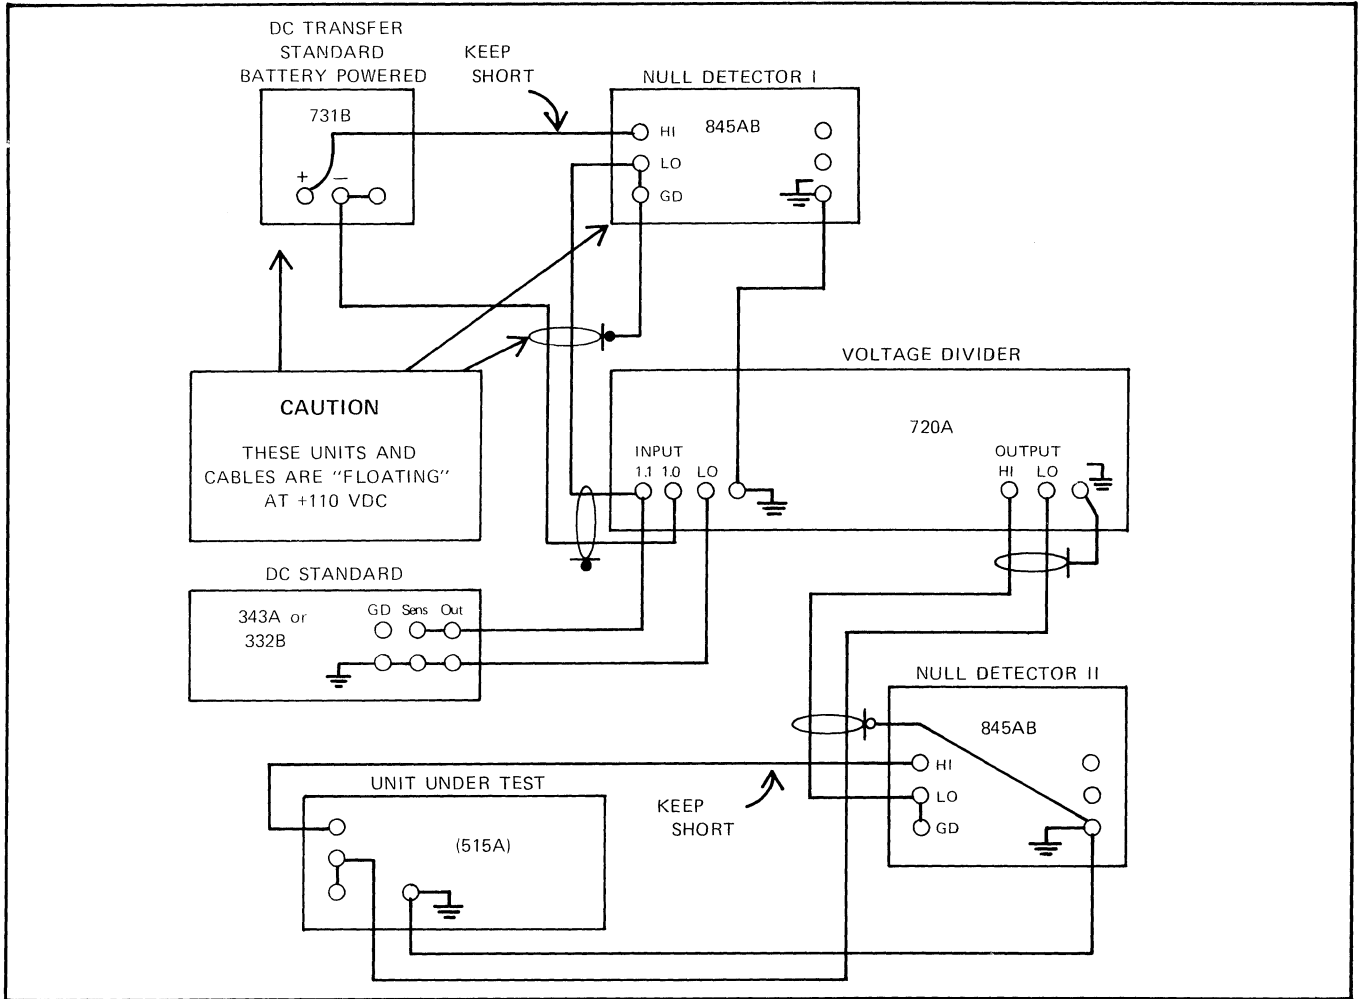 DC TRANSFER
STANDARD
BATTERY POWERED
731B
+ —
KEEP
SHORT
NULL DETECTOR I
845AB
HI
LO
GD
CAUTION
THESE UNITS AND
CABLES ARE "FLOATING"
AT +110 VDC
VOLTAGE DIVIDER
720A
INPUT
1.1 1.0 LO
OUTPUT
HI LO
DC STANDARD
343A or
332B
GD Sens Out
NULL DETECTOR II
845AB
HI
LO
GD
KEEP
SHORT
UNIT UNDER TEST
(515A)